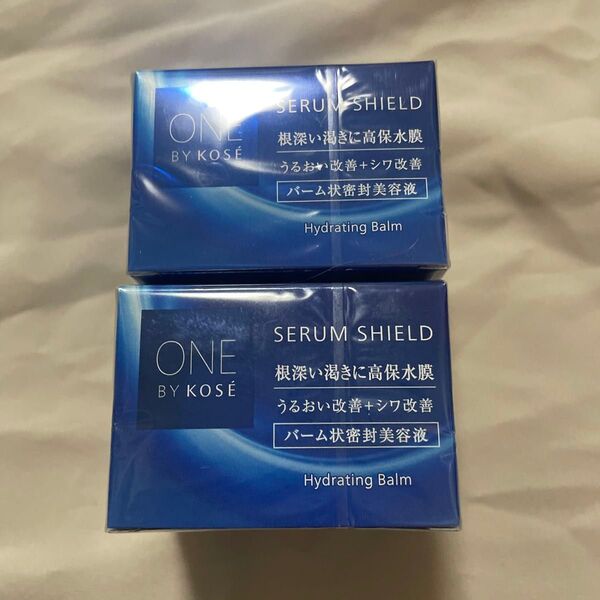 ONE
BY KOSÉ
SERUM SHIELD
根深い渇きに高保水膜
うるおい改善+シワ改善
バーム状密封美容液
Hydrating Balm
ONE
BY KOSÉ
SERUM SHIELD
根深い渇きに高保水膜
うるおい改善+シワ改善
バーム状密封美容液
Hydrating Balm